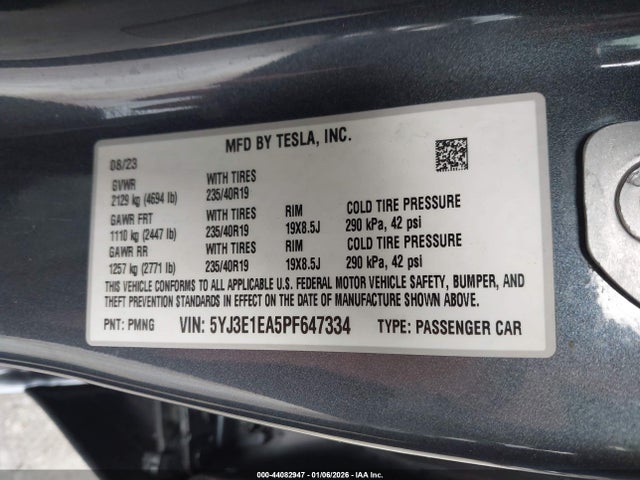 MFD BY TESLA, INC.
08/23
GVWR WITH TIRES
2129 kg (4694 lb) 235/40R19
GAWR FRT WITH TIRES RIM COLD TIRE PRESSURE
1110 kg (2447 lb) 235/40R19 19X8.5J 290 kPa, 42 psi
GAWR RR WITH TIRES RIM COLD TIRE PRESSURE
1257 kg (2771 lb) 235/40R19 19X8.5J 290 kPa, 42 psi
THIS VEHICLE CONFORMS TO ALL APPLICABLE U.S. FEDERAL MOTOR VEHICLE SAFETY, BUMPER, AND
THEFT PREVENTION STANDARDS IN EFFECT ON THE DATE OF MANUFACTURE SHOWN ABOVE.
PNT: PMNG VIN: 5YJ3E1EA5PF647334 TYPE: PASSENGER CAR
000-44082947 - 01/06/2026 - IAA Inc.